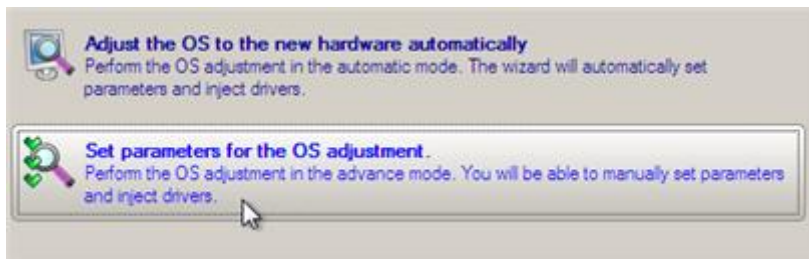 Adjust the OS to the new hardware automatically
Perform the OS adjustment in the automatic mode. The wizard will automatically set
parameters and inject drivers.
Set parameters for the OS adjustment.
Perform the OS adjustment in the advance mode. You will be able to manually set parameters
and inject drivers.